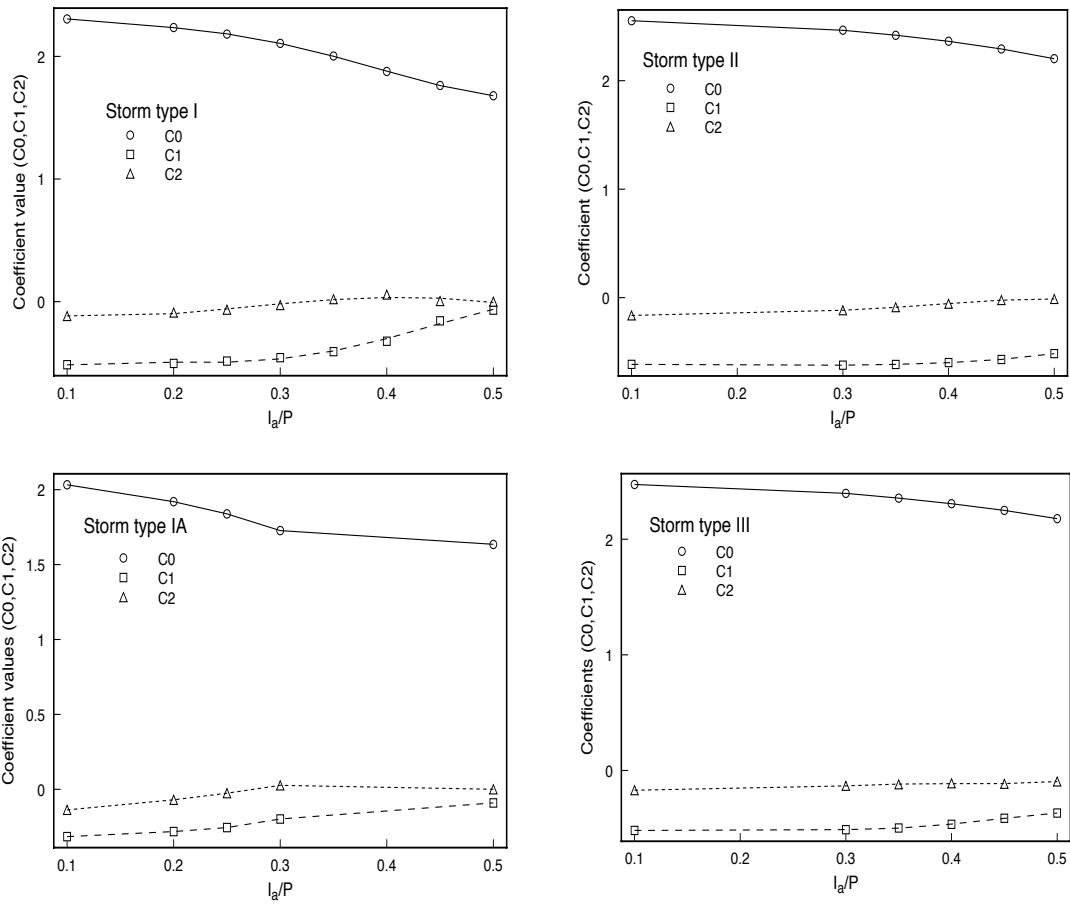 Coefficient value (C0,C1,C2)
2
1
0
Storm type I
C0
C1
C2
0.1 0.2 0.3 0.4 0.5
Ia/P
Coefficient (C0,C1,C2)
2
1
0
Storm type II
C0
C1
C2
0.1 0.2 0.3 0.4 0.5
Ia/P
Coefficient values (C0,C1,C2)
2
1.5
1
0.5
0
Storm type IA
C0
C1
C2
0.1 0.2 0.3 0.4 0.5
Ia/P
Coefficients (C0,C1,C2)
2
1
0
Storm type III
C0
C1
C2
0.1 0.2 0.3 0.4 0.5
Ia/P